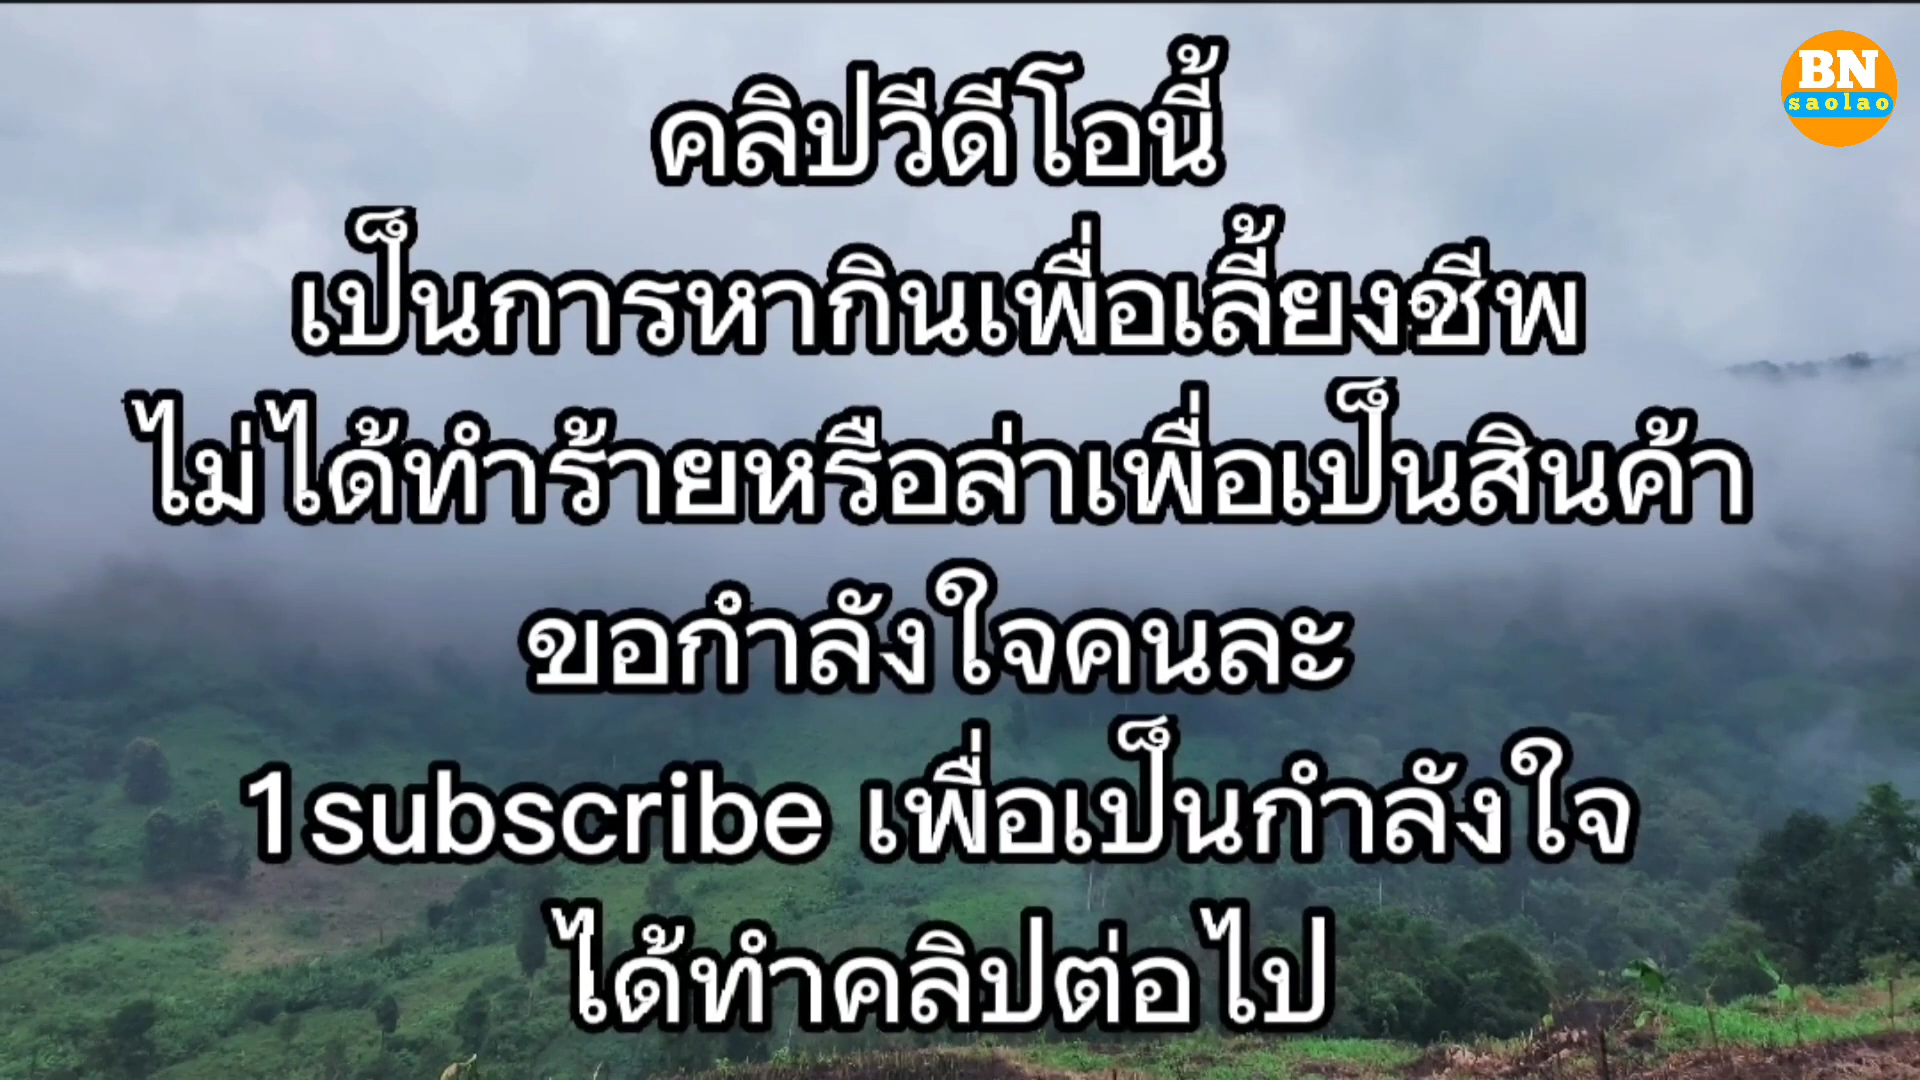 BN
saolao
คลิปวีดีโอนี้
เป็นการหากินเพื่อเลี้ยงชีพ
ไม่ได้ทำร้ายหรือล่าเพื่อเป็นสินค้า
ขอกำลังใจคนละ
1subscribe เพื่อเป็นกำลังใจ
ได้ทำคลิปต่อไป